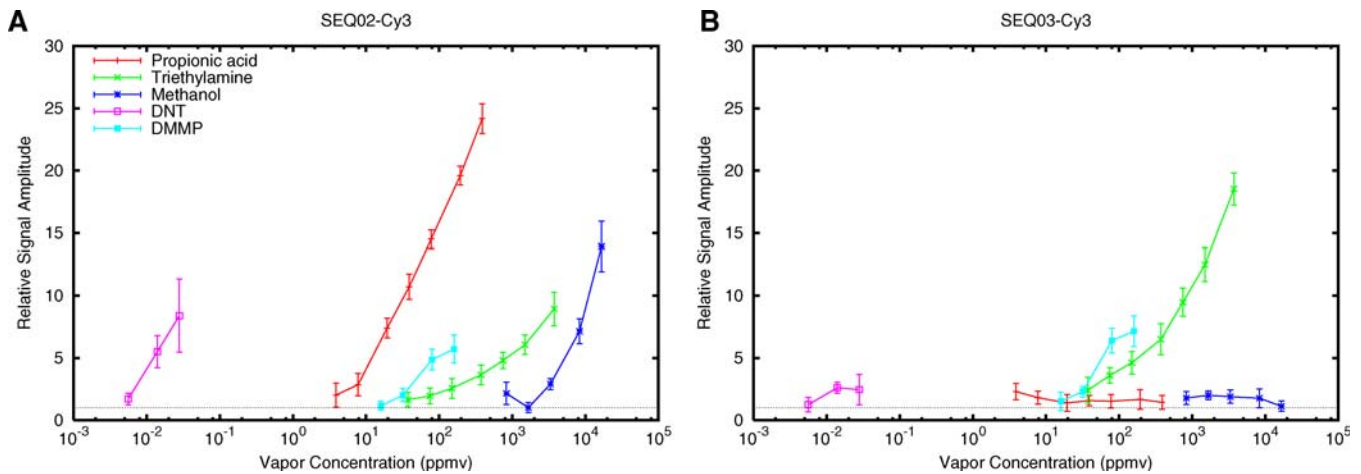 A
SEQ02-Cy3
30
25
20
15
10
5
0
Relative Signal Amplitude
Propionic acid
Triethylamine
Methanol
DNT
DMMP
10-3 10-2 10-1 100 101 102 103 104 105
Vapor Concentration (ppmv)
B
SEQ03-Cy3
30
25
20
15
10
5
0
Relative Signal Amplitude
10-3 10-2 10-1 100 101 102 103 104 105
Vapor Concentration (ppmv)